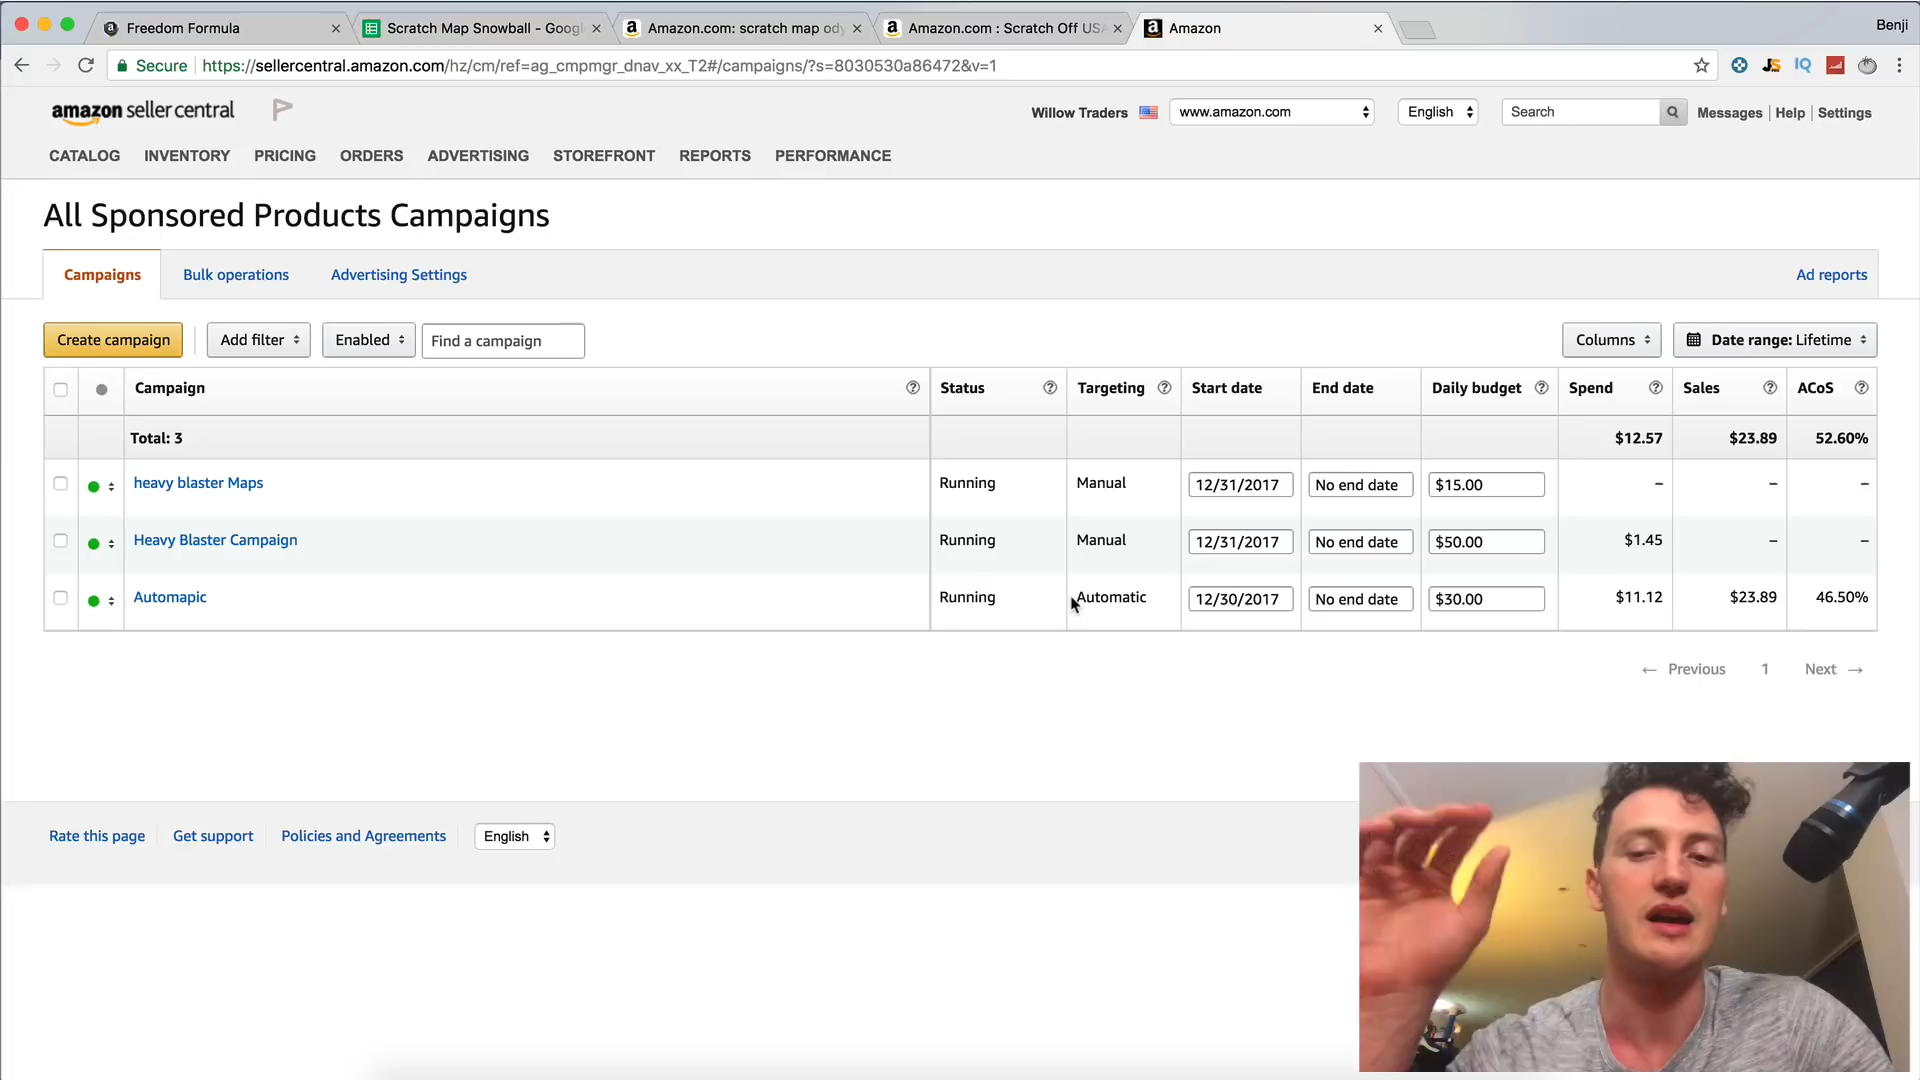 Freedom Formula
Scratch Map Snowball - Googl
Amazon.com: scratch map ody
Amazon.com : Scratch Off USA
Amazon
Benji
Secure https://sellercentral.amazon.com/hz/cm/ref=ag_cmpmgr_dnav_xx_T2#/campaigns/?s=8030530a86472&v=1
amazon seller central
Willow Traders www.amazon.com English Search Messages | Help | Settings
CATALOG INVENTORY PRICING ORDERS ADVERTISING STOREFRONT REPORTS PERFORMANCE
All Sponsored Products Campaigns
Campaigns Bulk operations Advertising Settings Ad reports
Create campaign Add filter Enabled Find a campaign Columns Date range: Lifetime
Campaign Status Targeting Start date End date Daily budget Spend Sales ACoS
Total: 3 $12.57 $23.89 52.60%
heavy blaster Maps Running Manual 12/31/2017 No end date $15.00 – – –
Heavy Blaster Campaign Running Manual 12/31/2017 No end date $50.00 $1.45 – –
Automapic Running Automatic 12/30/2017 No end date $30.00 $11.12 $23.89 46.50%
← Previous 1 Next →
Rate this page Get support Policies and Agreements English